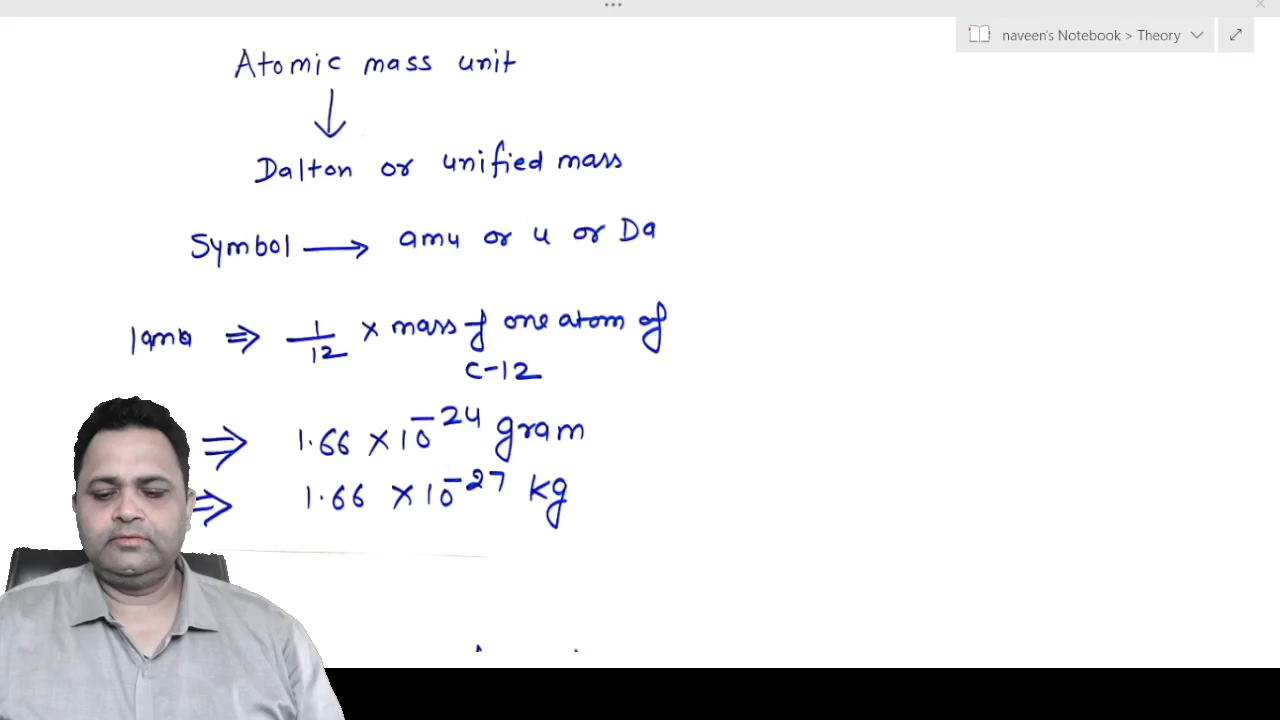 naveen's Notebook > Theory
Atomic mass unit
↓
Dalton or unified mass
Symbol → amu or u or Da
1amu ⇒ 1/12 × mass of one atom of
C-12
⇒ 1.66 × 10⁻²⁴ gram
⇒ 1.66 × 10⁻²⁷ kg